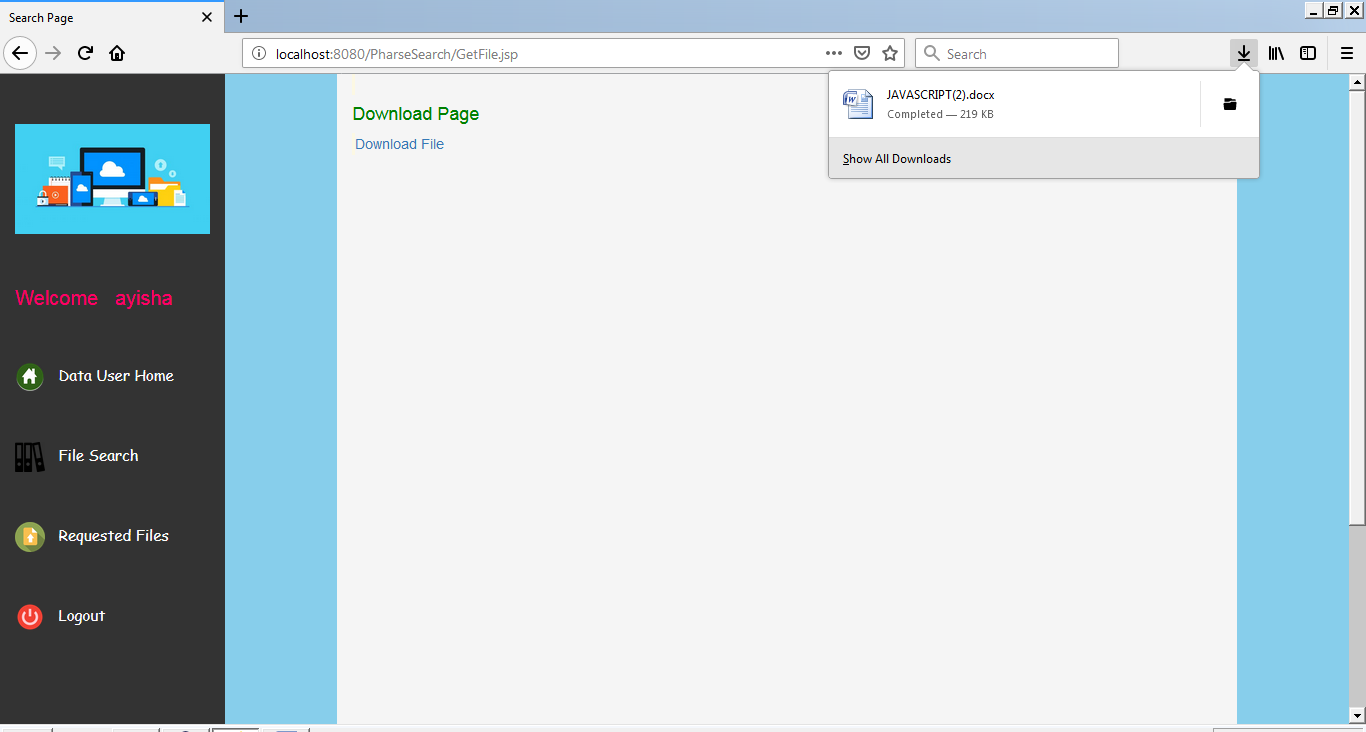 Search Page
localhost:8080/PharseSearch/GetFile.jsp
Search
JAVASCRIPT(2).docx
Completed — 219 KB
Show All Downloads
Download Page
Download File
Welcome ayisha
Data User Home
File Search
Requested Files
Logout